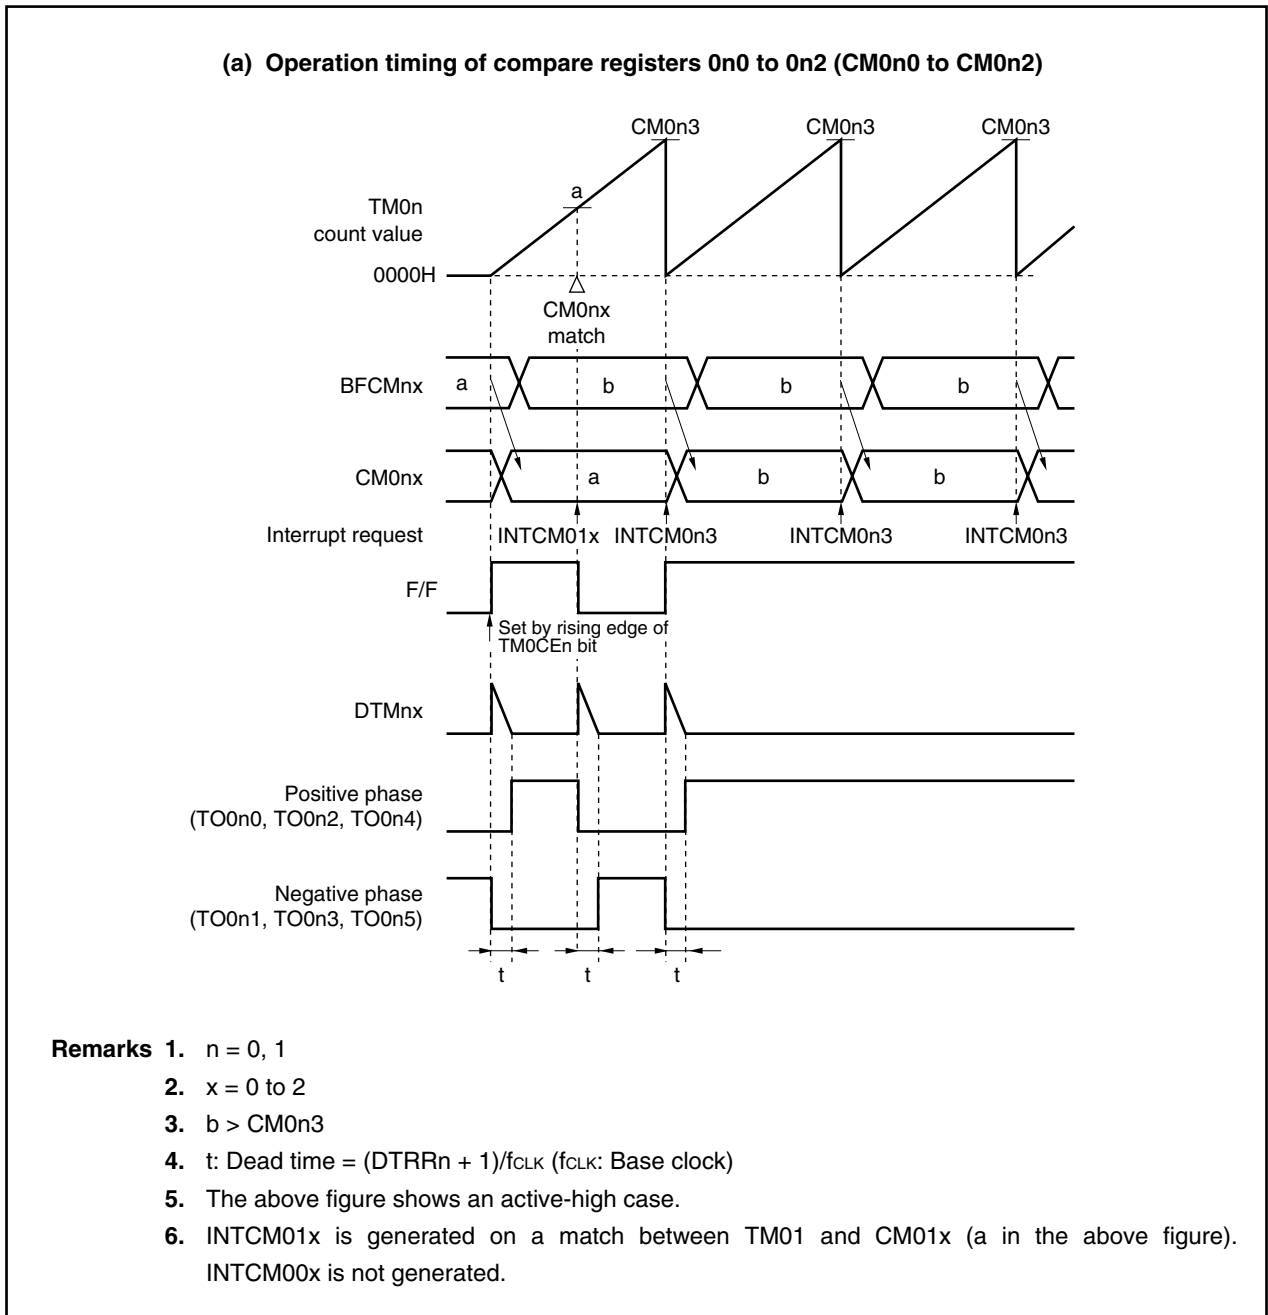 (a) Operation timing of compare registers 0n0 to 0n2 (CM0n0 to CM0n2)
CM0n3 CM0n3 CM0n3
a
TM0n
count value
0000H
CM0nx
match
BFCMnx a b b b
CM0nx a b b
Interrupt request INTCM01x INTCM0n3 INTCM0n3 INTCM0n3
F/F
Set by rising edge of
TM0CEn bit
DTMnx
Positive phase
(TO0n0, TO0n2, TO0n4)
Negative phase
(TO0n1, TO0n3, TO0n5)
t t t
Remarks 1. n = 0, 1
2. x = 0 to 2
3. b > CM0n3
4. t: Dead time = (DTRRn + 1)/fCLK (fCLK: Base clock)
5. The above figure shows an active-high case.
6. INTCM01x is generated on a match between TM01 and CM01x (a in the above figure).
INTCM00x is not generated.